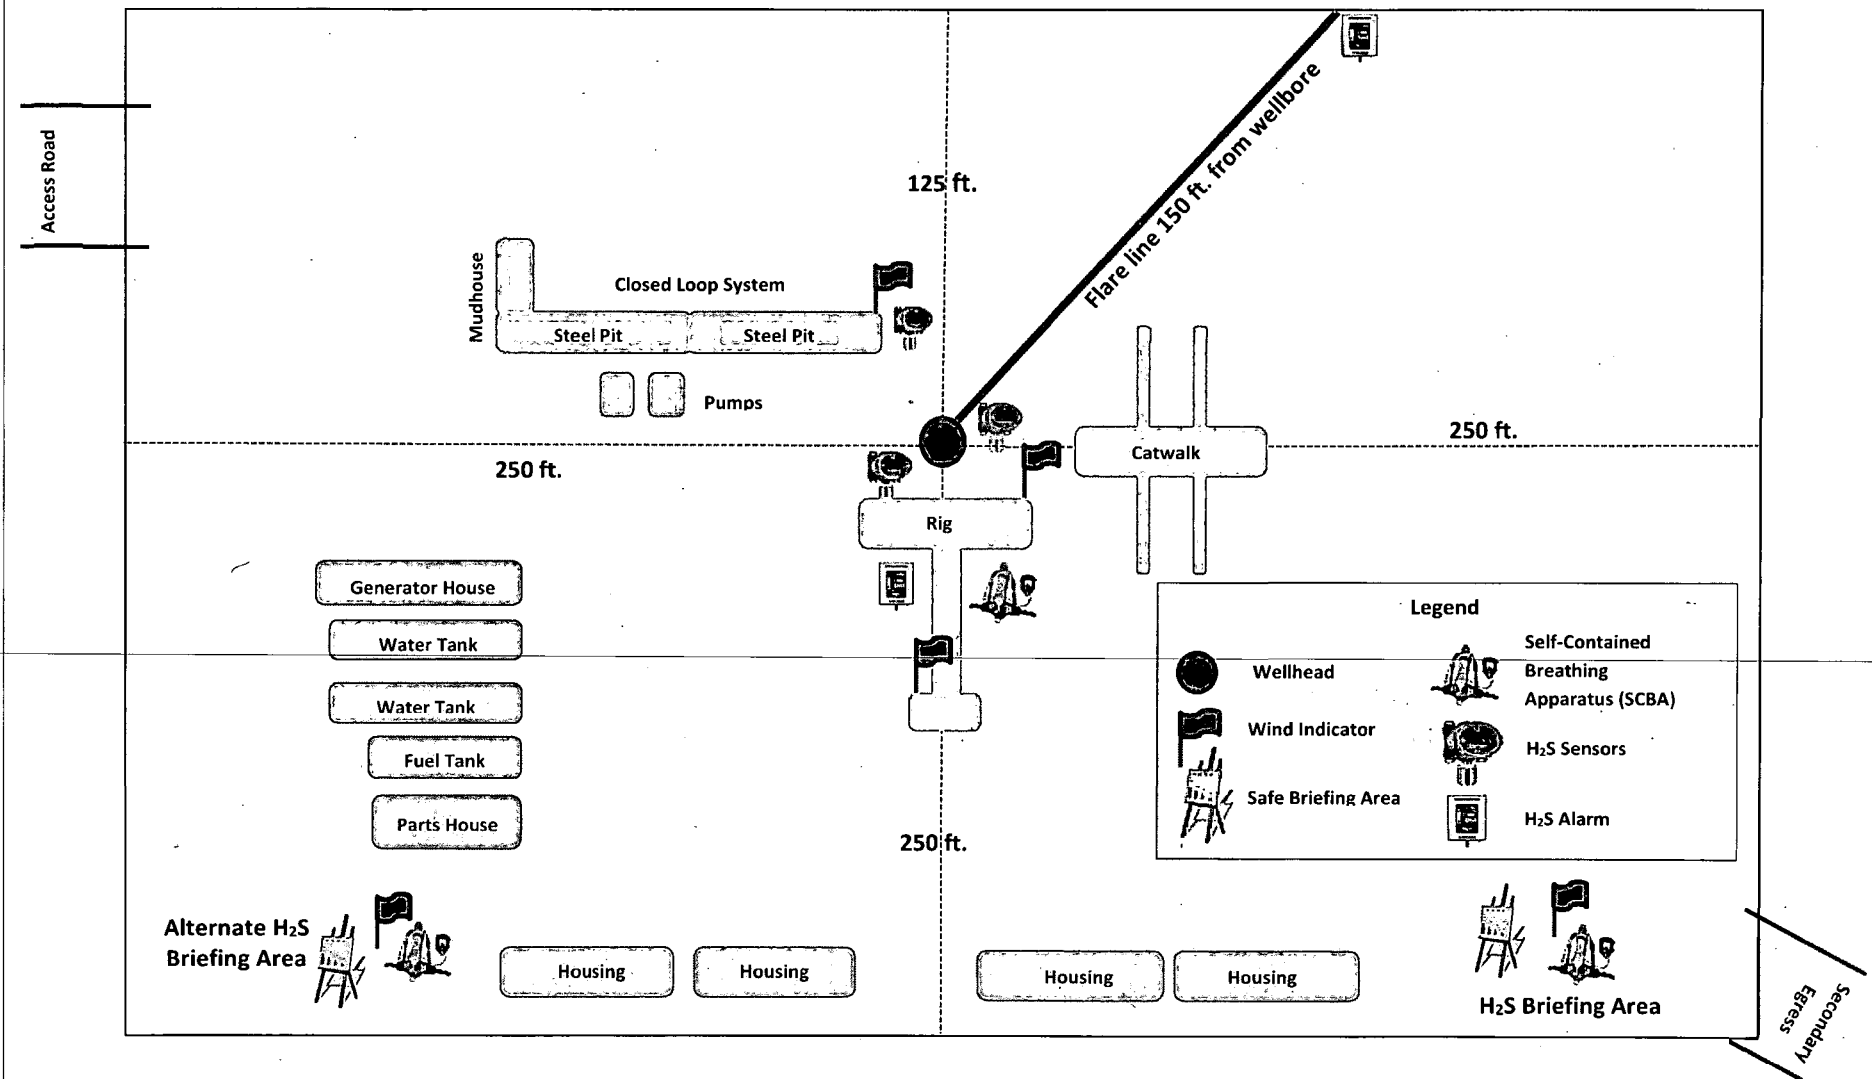 Access Road
125 ft.
Flare line 150 ft. from wellbore
Mudhouse
Closed Loop System
Steel Pit
Steel Pit
Pumps
250 ft.
250 ft.
Catwalk
Rig
Generator House
Water Tank
Water Tank
Fuel Tank
Parts House
250 ft.
Legend
Wellhead
Wind Indicator
Safe Briefing Area
Self-Contained
Breathing
Apparatus (SCBA)
H₂S Sensors
H₂S Alarm
Alternate H₂S
Briefing Area
Housing
Housing
Housing
Housing
H₂S Briefing Area
Secondary
Egress